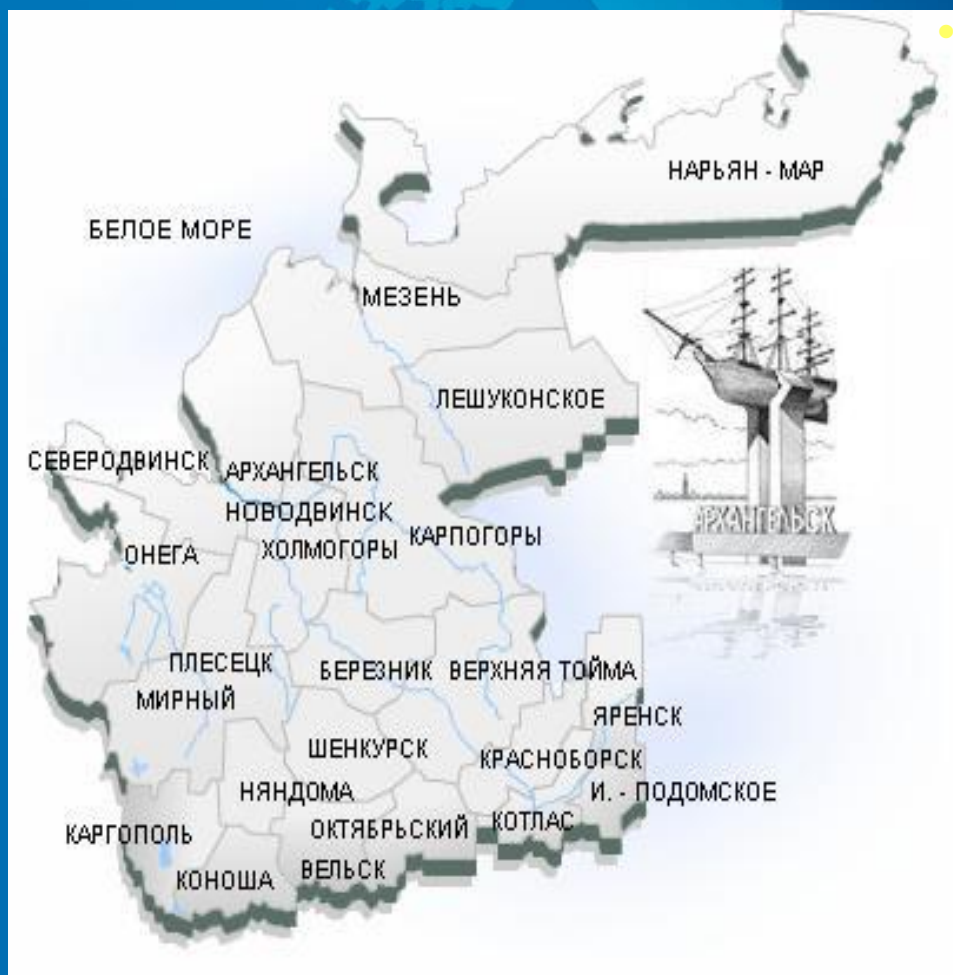 НАРЬЯН - МАР
БЕЛОЕ МОРЕ
МЕЗЕНЬ
ЛЕШУКОНСКОЕ
СЕВЕРОДВИНСК
АРХАНГЕЛЬСК
НОВОДВИНСК
АРХАНГЕЛЬСК
ХОЛМОГОРЫ
КАРПОГОРЫ
ОНЕГА
ПЛЕСЕЦК
БЕРЕЗНИК
ВЕРХНЯЯ ТОЙМА
МИРНЫЙ
ЯРЕНСК
ШЕНКУРСК
КРАСНОБОРСК
НЯНДОМА
И. - ПОДОМСКОЕ
КАРГОПОЛЬ
ОКТЯБРЬСКИЙ
КОТЛАС
ВЕЛЬСК
КОНОША